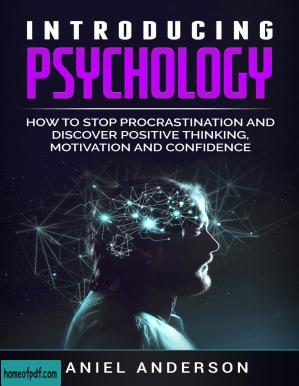 INTRODUCING
PSYCHOLOGY
HOW TO STOP PROCRASTINATION AND
DISCOVER POSITIVE THINKING,
MOTIVATION AND CONFIDENCE
ANIEL ANDERSON
homeofpdf.com